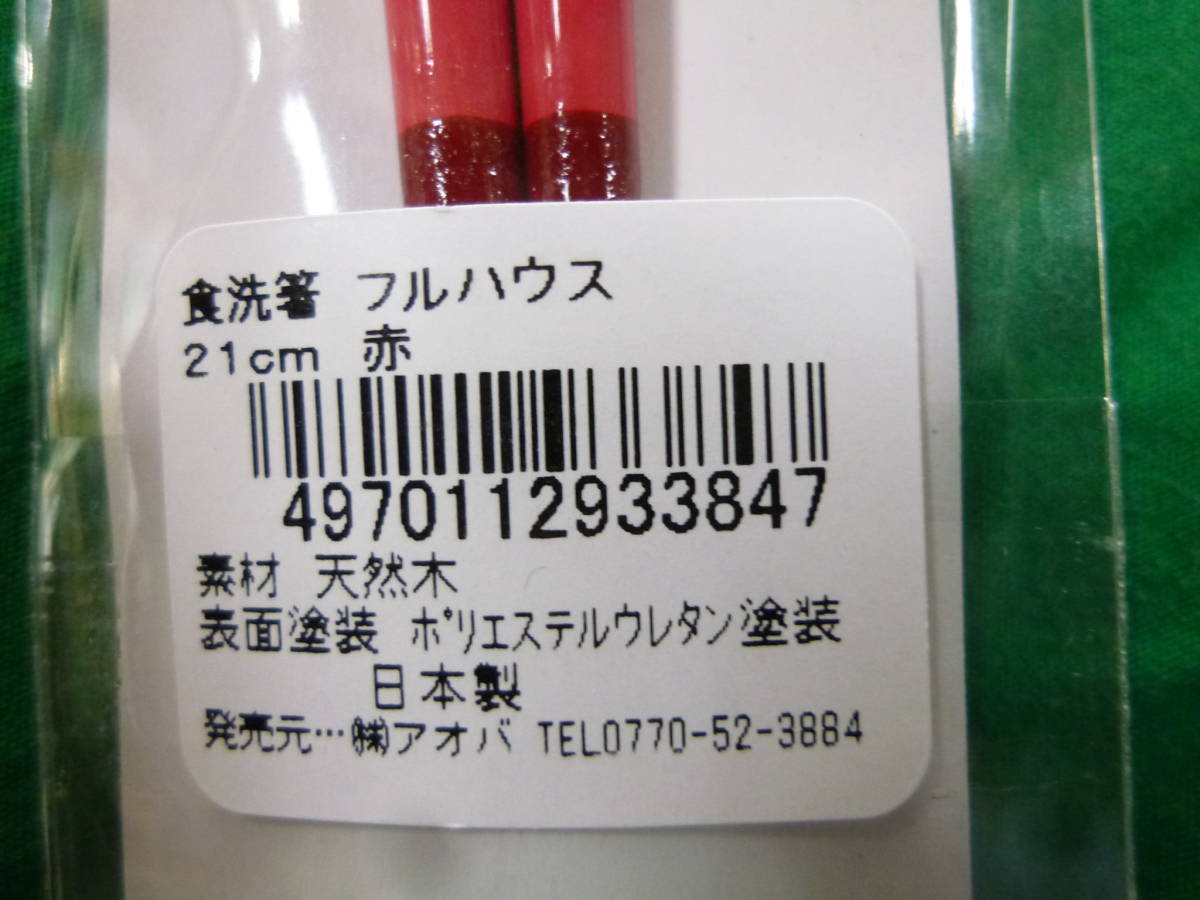 食洗箸 フルハウス
21cm 赤
4970112933847
素材 天然木
表面塗装 ポリエステルウレタン塗装
日本製
発売元…㈱アオバ TEL0770-52-3884